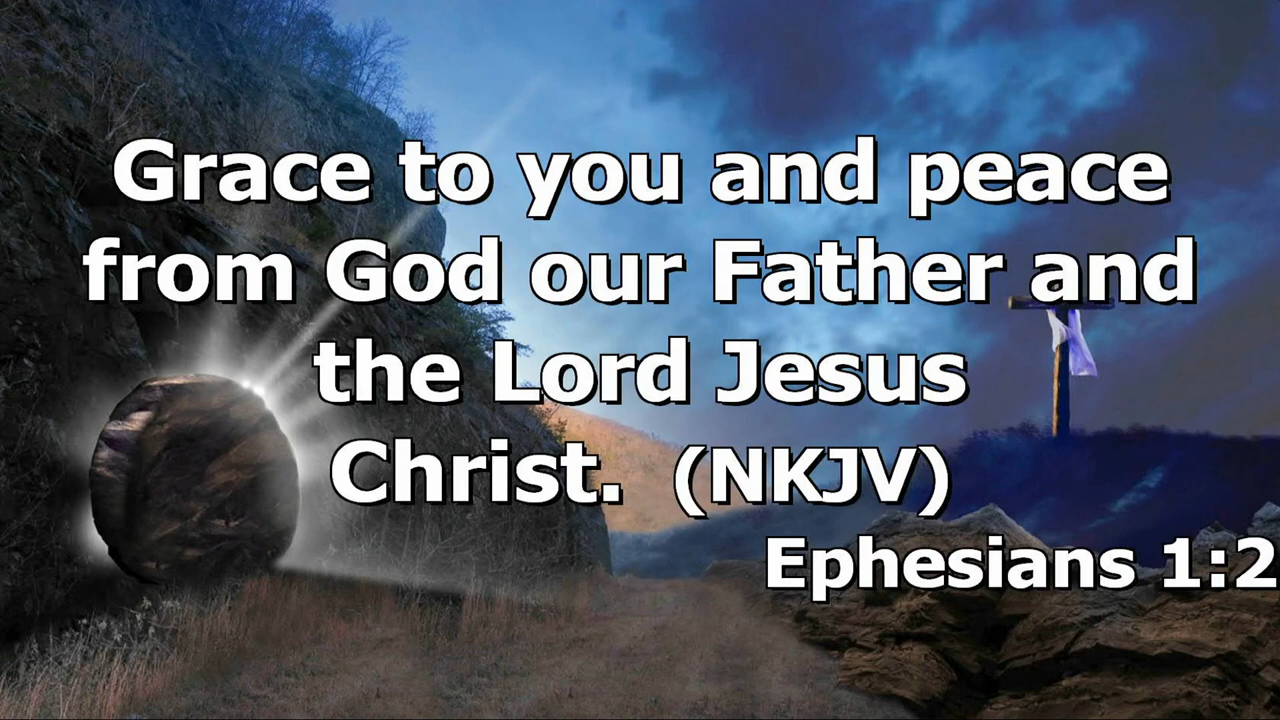 Grace to you and peace
from God our Father and
the Lord Jesus
Christ. (NKJV)
Ephesians 1:2